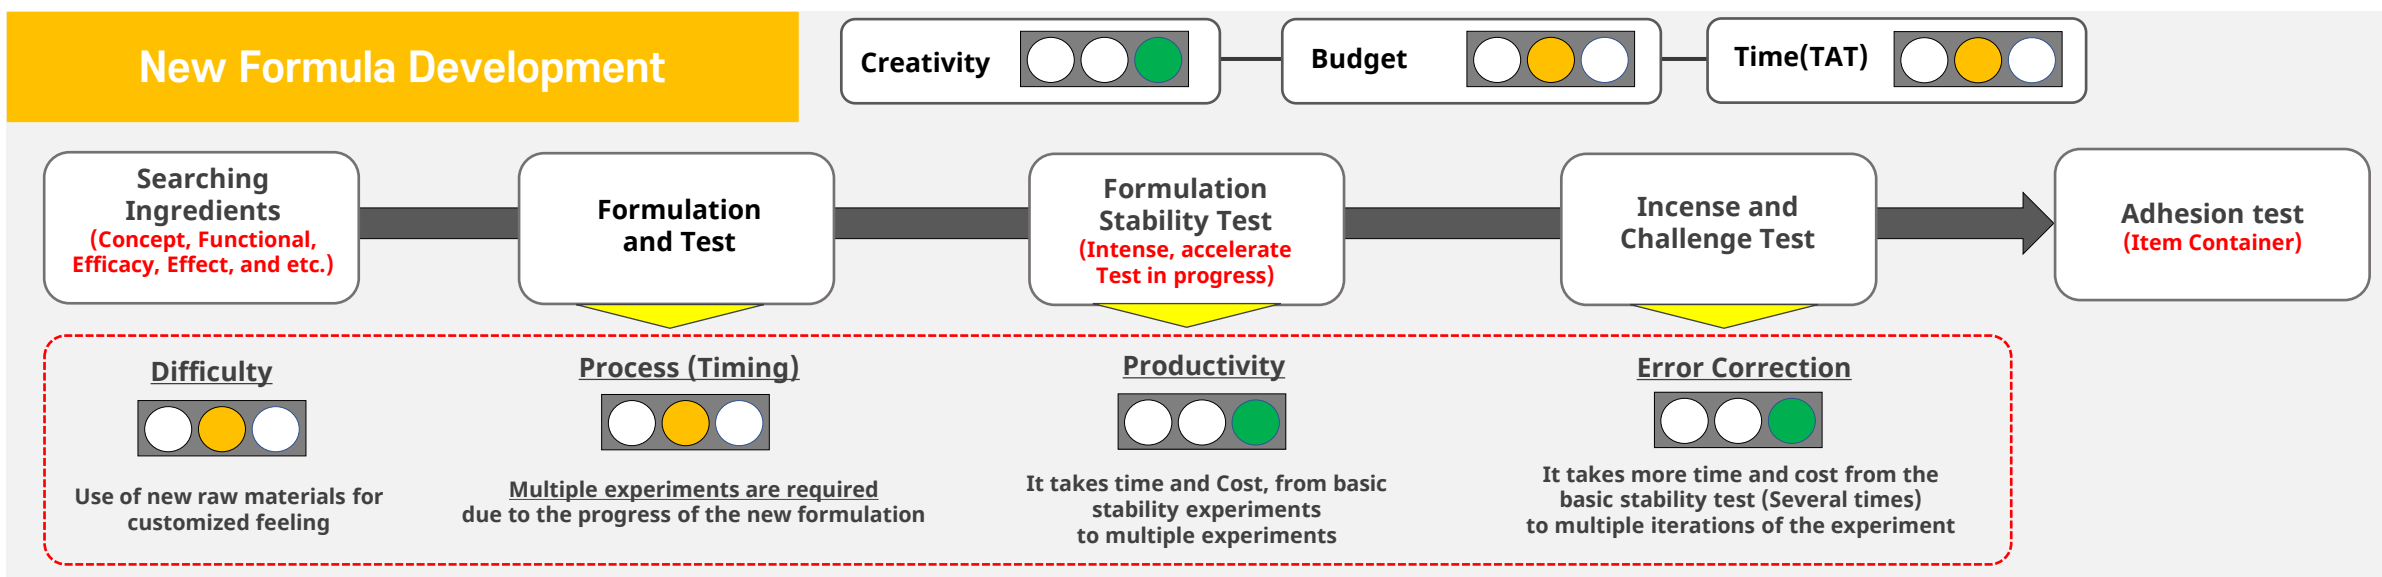 New Formula Development
Creativity
Budget
Time(TAT)
Searching
Ingredients
(Concept, Functional,
Efficacy, Effect, and etc.)
Formulation
and Test
Formulation
Stability Test
(Intense, accelerate
Test in progress)
Incense and
Challenge Test
Adhesion test
(Item Container)
Difficulty
Use of new raw materials for
customized feeling
Process (Timing)
Multiple experiments are required
due to the progress of the new formulation
Productivity
It takes time and Cost, from basic
stability experiments
to multiple experiments
Error Correction
It takes more time and cost from the
basic stability test (Several times)
to multiple iterations of the experiment